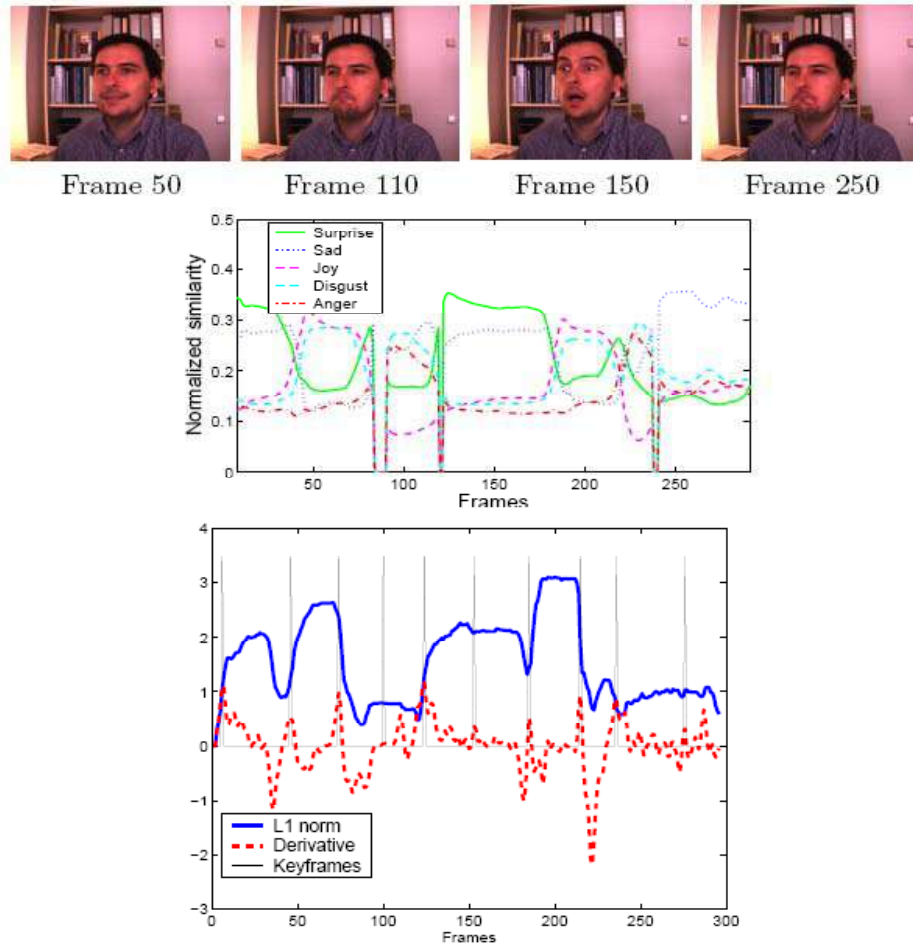 Frame 50 Frame 110 Frame 150 Frame 250
0.5
0.4
0.3
0.2
0.1
0
Normalized similarity
Surprise
Sad
Joy
Disgust
Anger
50 100 150 200 250
Frames
4
3
2
1
0
−1
−2
−3
L1 norm
Derivative
Keyframes
0 50 100 150 200 250 300
Frames